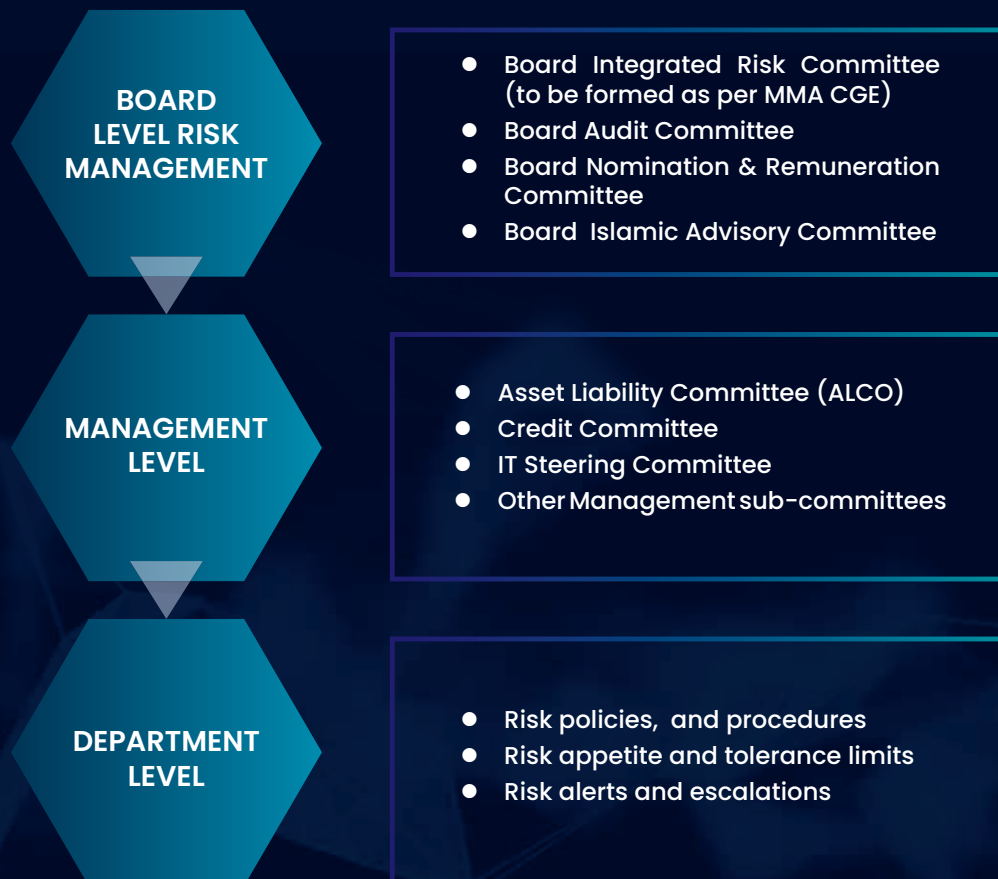 BOARD
LEVEL RISK
MANAGEMENT
Board Integrated Risk Committee
(to be formed as per MMA CGE)
Board Audit Committee
Board Nomination & Remuneration
Committee
Board Islamic Advisory Committee
MANAGEMENT
LEVEL
Asset Liability Committee (ALCO)
Credit Committee
IT Steering Committee
Other Management sub-committees
DEPARTMENT
LEVEL
Risk policies, and procedures
Risk appetite and tolerance limits
Risk alerts and escalations